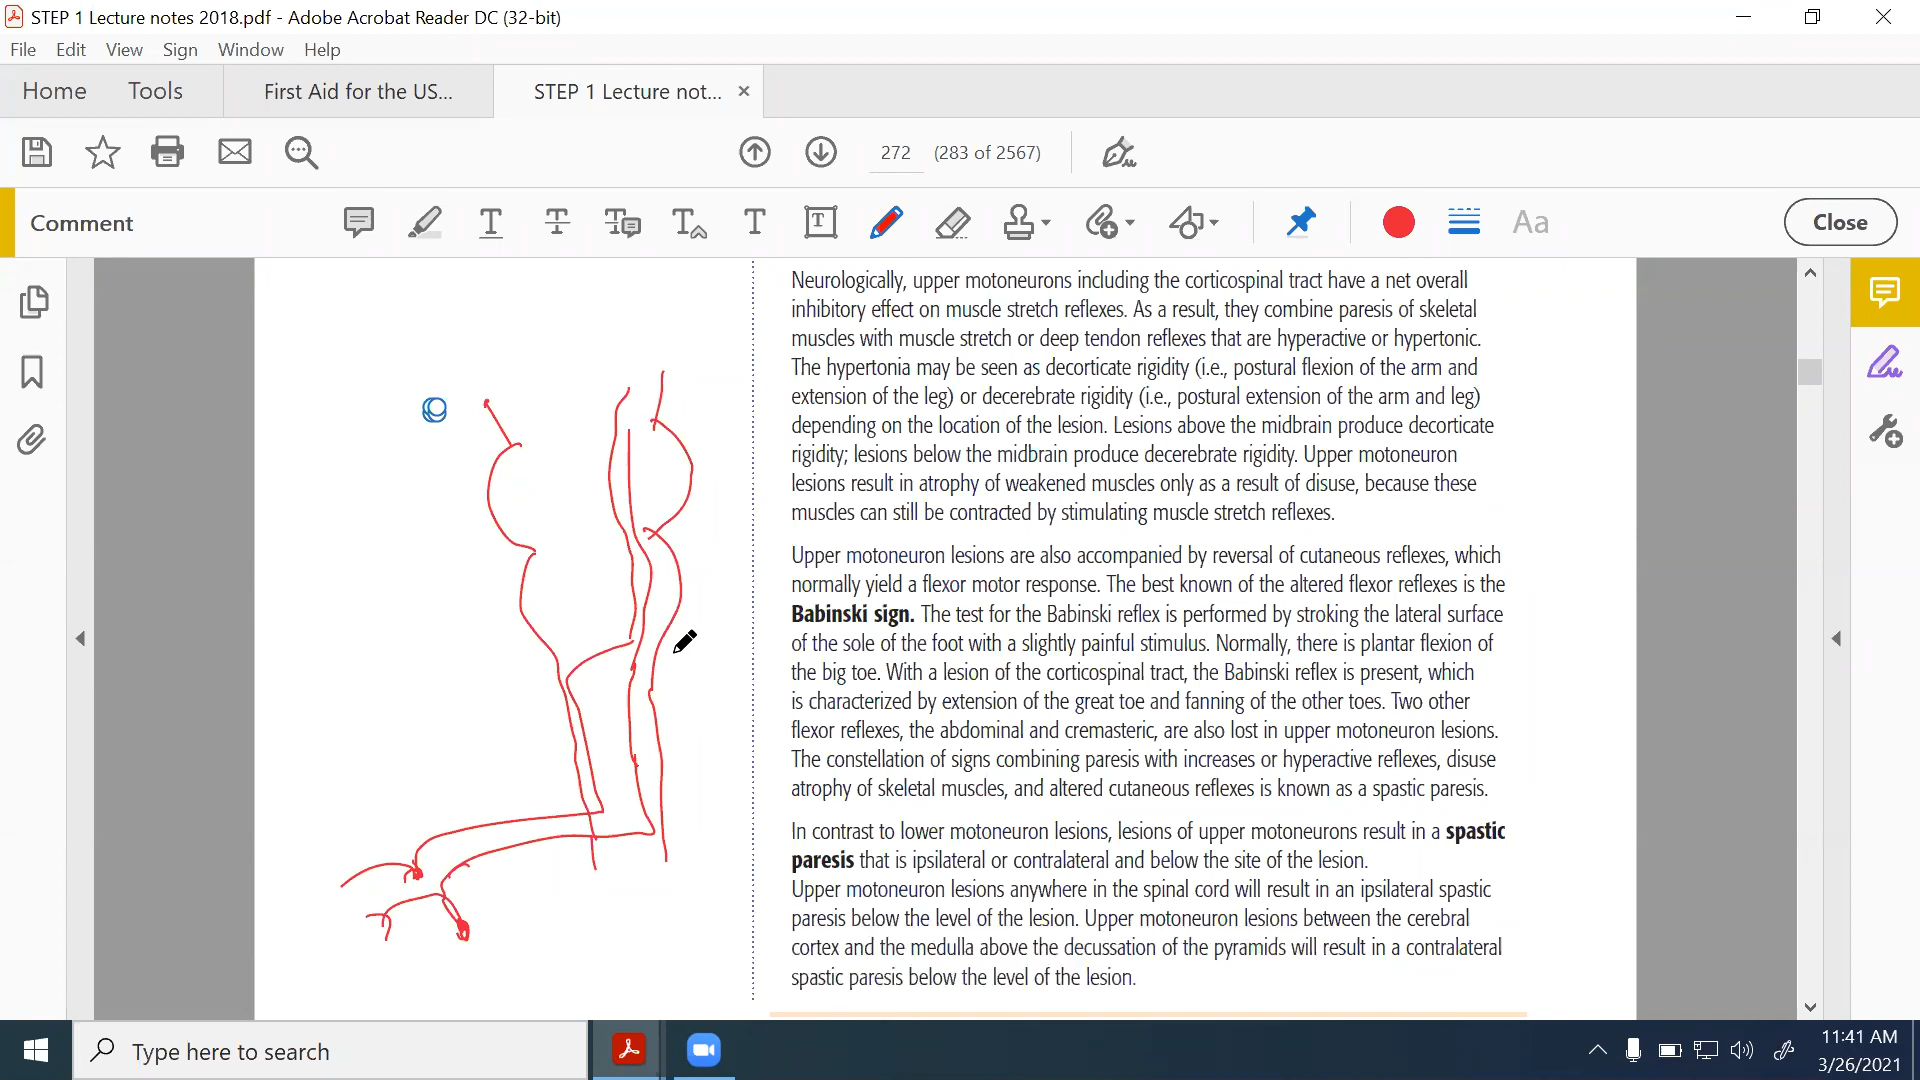 STEP 1 Lecture notes 2018.pdf - Adobe Acrobat Reader DC (32-bit)
File Edit View Sign Window Help
Home Tools First Aid for the US... STEP 1 Lecture not...
272 (283 of 2567)
Comment
T
Aa
Close
Neurologically, upper motoneurons including the corticospinal tract have a net overall
inhibitory effect on muscle stretch reflexes. As a result, they combine paresis of skeletal
muscles with muscle stretch or deep tendon reflexes that are hyperactive or hypertonic.
The hypertonia may be seen as decorticate rigidity (i.e., postural flexion of the arm and
extension of the leg) or decerebrate rigidity (i.e., postural extension of the arm and leg)
depending on the location of the lesion. Lesions above the midbrain produce decorticate
rigidity; lesions below the midbrain produce decerebrate rigidity. Upper motoneuron
lesions result in atrophy of weakened muscles only as a result of disuse, because these
muscles can still be contracted by stimulating muscle stretch reflexes.
Upper motoneuron lesions are also accompanied by reversal of cutaneous reflexes, which
normally yield a flexor motor response. The best known of the altered flexor reflexes is the
Babinski sign. The test for the Babinski reflex is performed by stroking the lateral surface
of the sole of the foot with a slightly painful stimulus. Normally, there is plantar flexion of
the big toe. With a lesion of the corticospinal tract, the Babinski reflex is present, which
is characterized by extension of the great toe and fanning of the other toes. Two other
flexor reflexes, the abdominal and cremasteric, are also lost in upper motoneuron lesions.
The constellation of signs combining paresis with increases or hyperactive reflexes, disuse
atrophy of skeletal muscles, and altered cutaneous reflexes is known as a spastic paresis.
In contrast to lower motoneuron lesions, lesions of upper motoneurons result in a spastic
paresis that is ipsilateral or contralateral and below the site of the lesion.
Upper motoneuron lesions anywhere in the spinal cord will result in an ipsilateral spastic
paresis below the level of the lesion. Upper motoneuron lesions between the cerebral
cortex and the medulla above the decussation of the pyramids will result in a contralateral
spastic paresis below the level of the lesion.
Type here to search
11:41 AM
3/26/2021